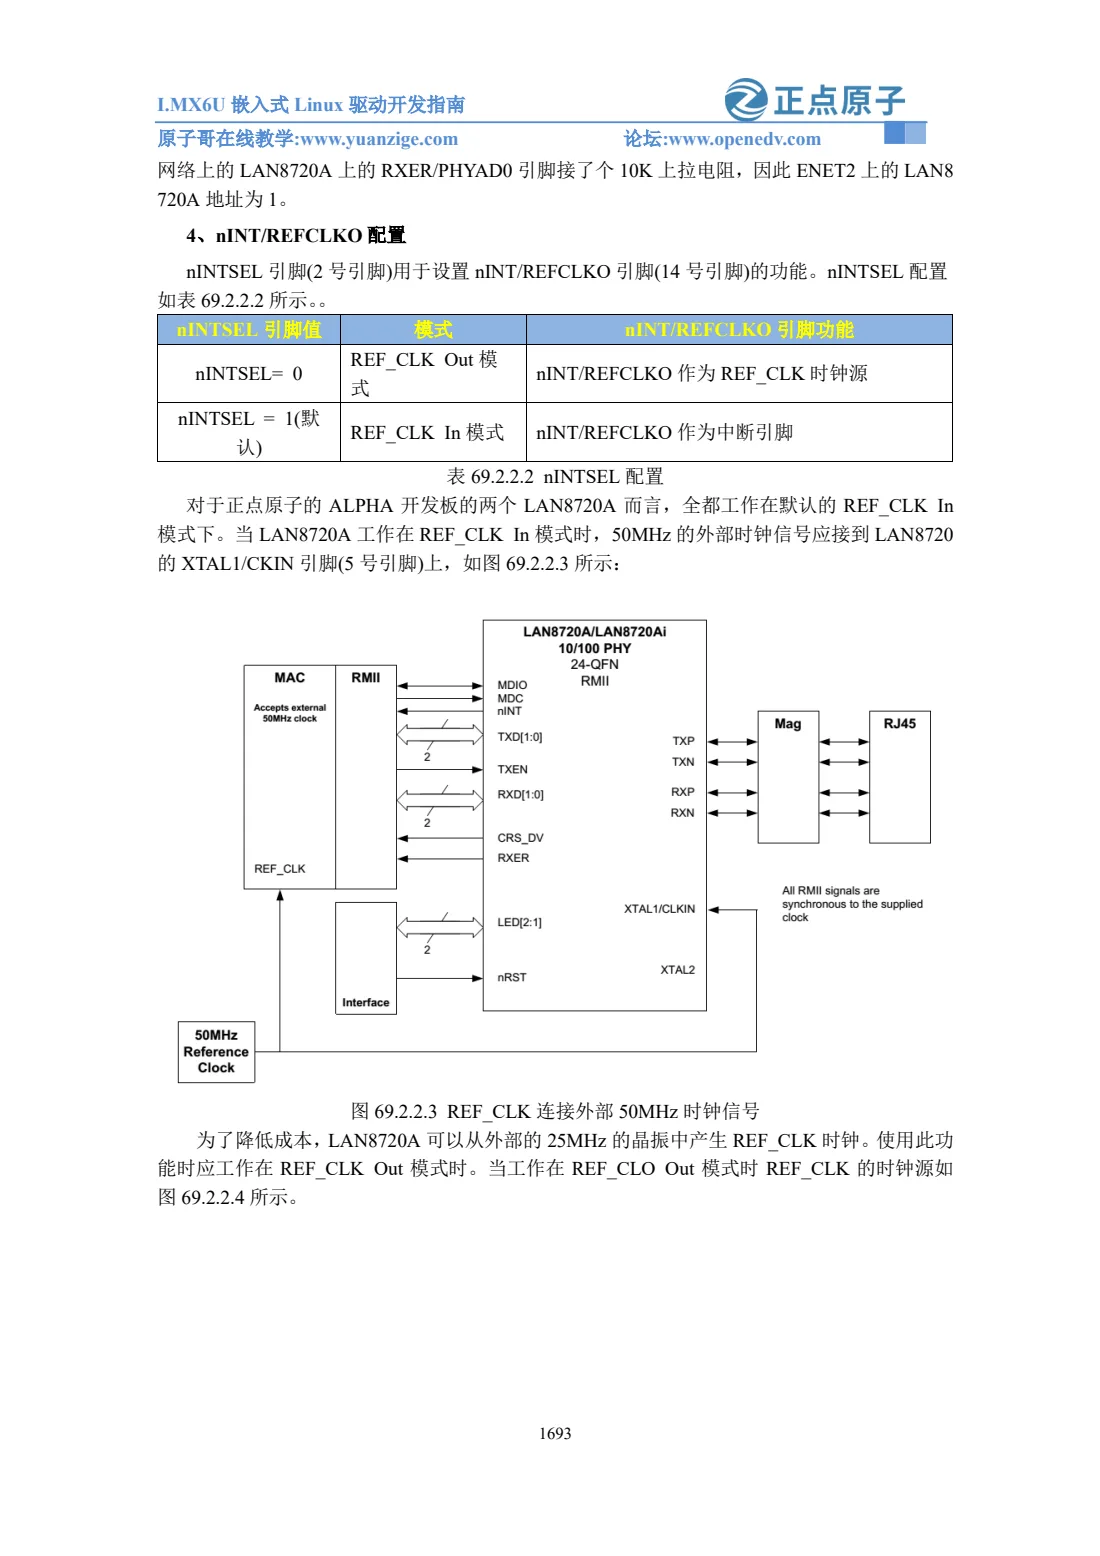 I.MX6U 嵌入式 Linux 驱动开发指南
正点原子
原子哥在线教学:www.yuanzige.com 论坛:www.openedv.com
网络上的 LAN8720A 上的 RXER/PHYAD0 引脚接了个 10K 上拉电阻，因此 ENET2 上的 LAN8
720A 地址为 1。
4、nINT/REFCLKO 配置
nINTSEL 引脚(2 号引脚)用于设置 nINT/REFCLKO 引脚(14 号引脚)的功能。nINTSEL 配置
如表 69.2.2.2 所示。。
nINTSEL 引脚值 模式 nINT/REFCLKO 引脚功能
nINTSEL= 0 REF_CLK Out 模
式 nINT/REFCLKO 作为 REF_CLK 时钟源
nINTSEL = 1(默
认) REF_CLK In 模式 nINT/REFCLKO 作为中断引脚
表 69.2.2.2 nINTSEL 配置
对于正点原子的 ALPHA 开发板的两个 LAN8720A 而言，全都工作在默认的 REF_CLK In
模式下。当 LAN8720A 工作在 REF_CLK In 模式时，50MHz 的外部时钟信号应接到 LAN8720
的 XTAL1/CKIN 引脚(5 号引脚)上，如图 69.2.2.3 所示：
LAN8720A/LAN8720Ai
10/100 PHY
24-QFN
RMII
MAC
Accepts external
50MHz clock
REF_CLK
RMII
MDIO
MDC
nINT
TXD[1:0]
2
TXEN
RXD[1:0]
2
CRS_DV
RXER
LED[2:1]
2
nRST
Interface
TXP
TXN
RXP
RXN
XTAL1/CLKIN
XTAL2
Mag
RJ45
All RMII signals are
synchronous to the supplied
clock
50MHz
Reference
Clock
图 69.2.2.3 REF_CLK 连接外部 50MHz 时钟信号
为了降低成本，LAN8720A 可以从外部的 25MHz 的晶振中产生 REF_CLK 时钟。使用此功
能时应工作在 REF_CLK Out 模式时。当工作在 REF_CLO Out 模式时 REF_CLK 的时钟源如
图 69.2.2.4 所示。
1693